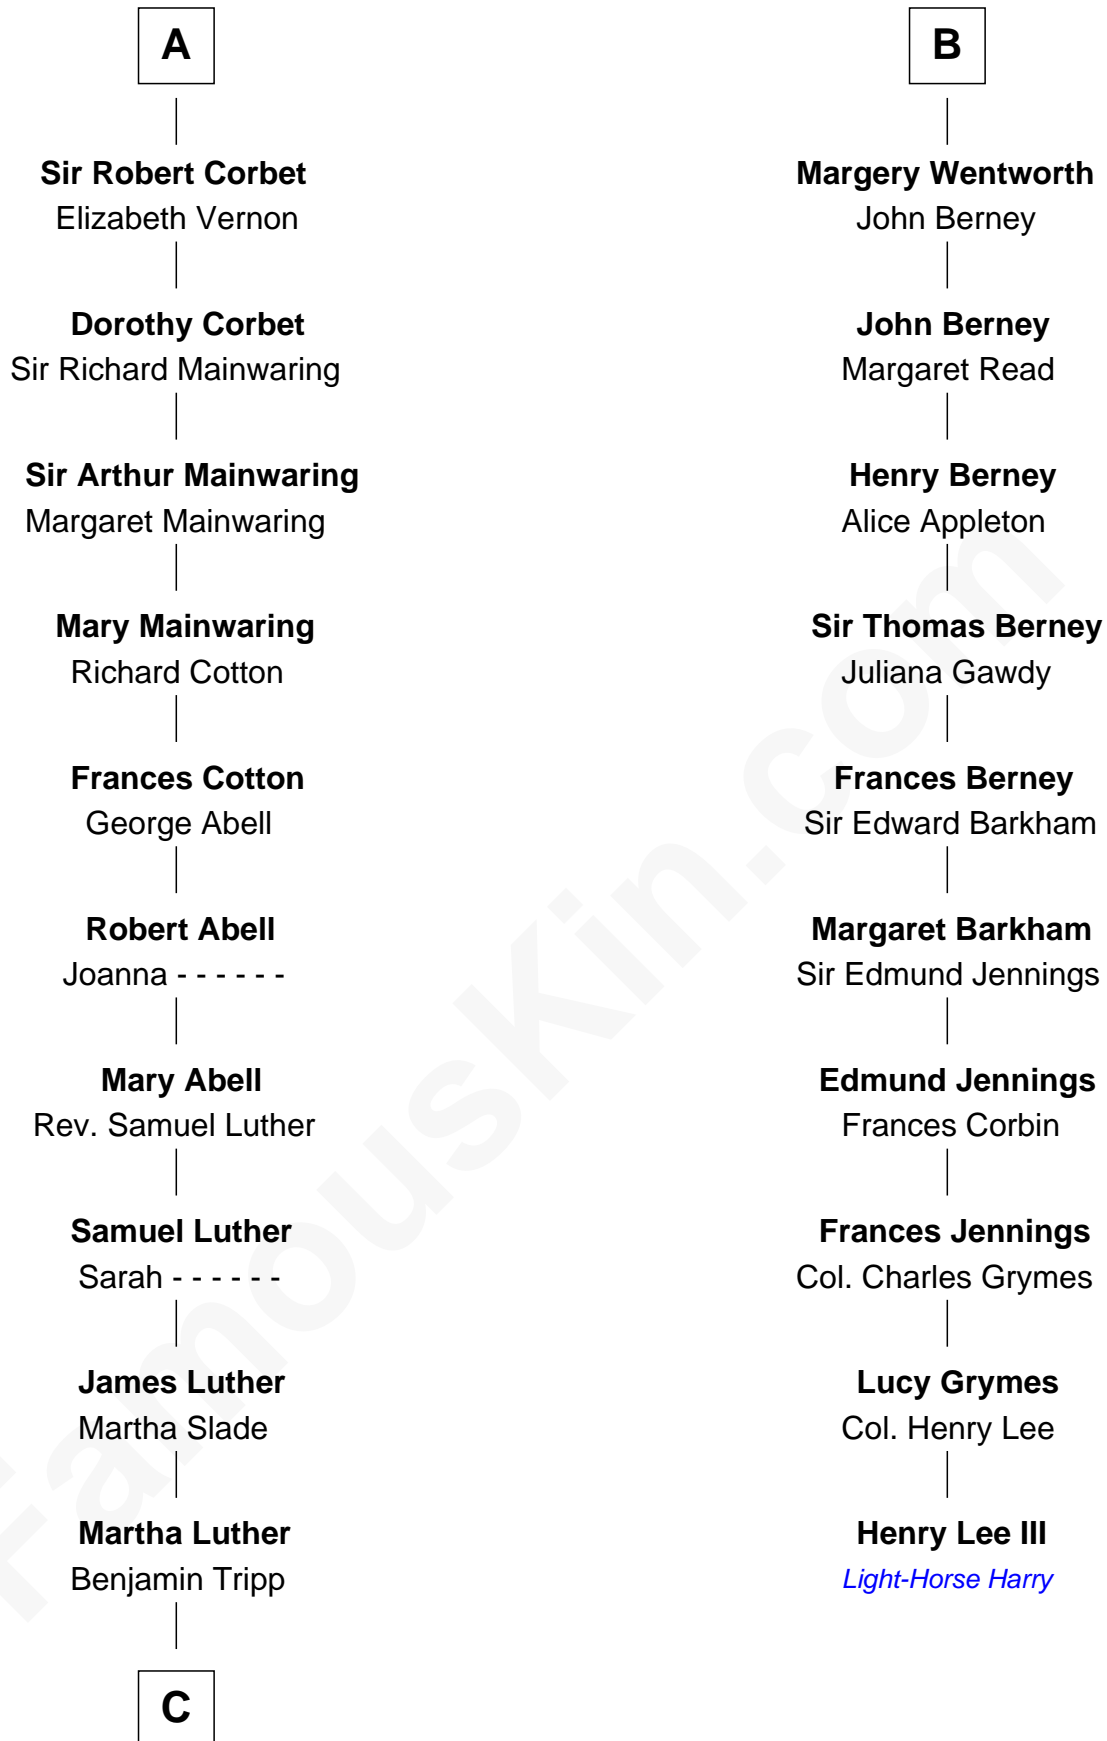 A
Sir Robert Corbet
Elizabeth Vernon
Dorothy Corbet
Sir Richard Mainwaring
Sir Arthur Mainwaring
Margaret Mainwaring
Mary Mainwaring
Richard Cotton
Frances Cotton
George Abell
Robert Abell
Joanna - - - - - -
Mary Abell
Rev. Samuel Luther
Samuel Luther
Sarah - - - - - -
James Luther
Martha Slade
Martha Luther
Benjamin Tripp
C
B
Margery Wentworth
John Berney
John Berney
Margaret Read
Henry Berney
Alice Appleton
Sir Thomas Berney
Juliana Gawdy
Frances Berney
Sir Edward Barkham
Margaret Barkham
Sir Edmund Jennings
Edmund Jennings
Frances Corbin
Frances Jennings
Col. Charles Grymes
Lucy Grymes
Col. Henry Lee
Henry Lee III
Light-Horse Harry
FamousKin.com